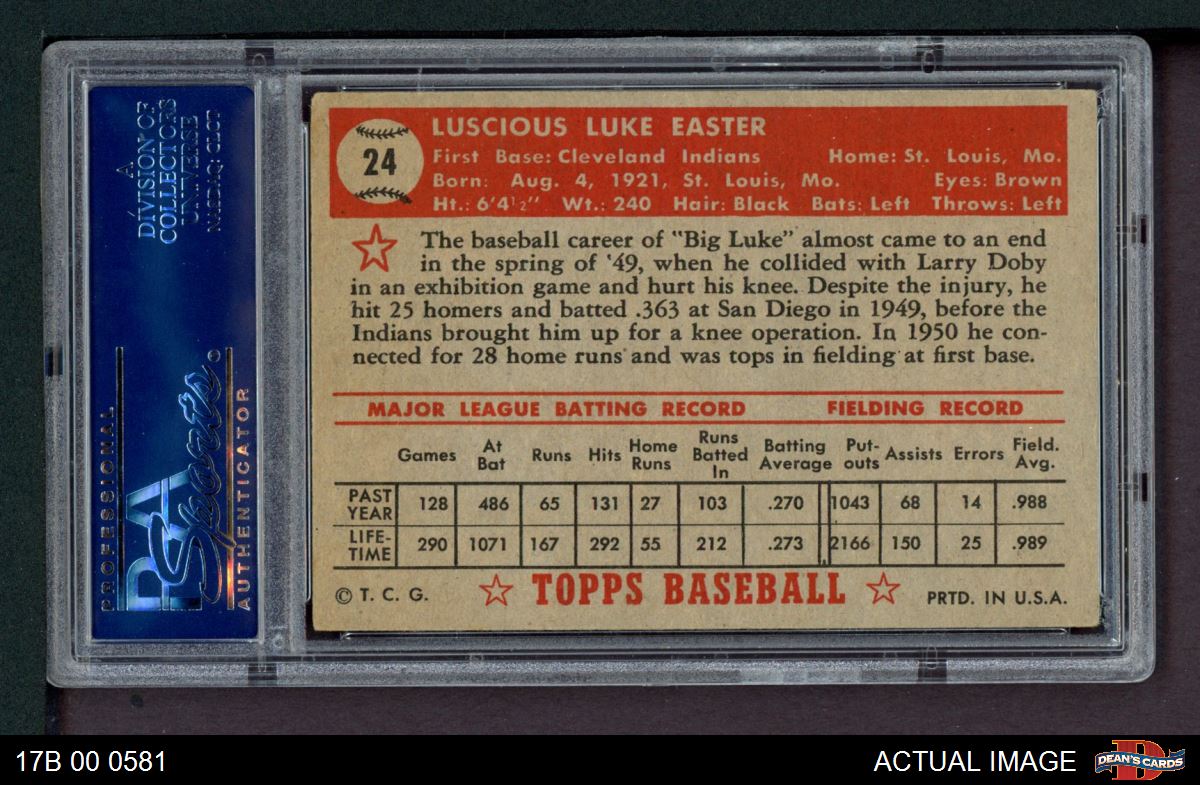 A
DIVISION OF
COLLECTORS
UNIVERSE
NASDAQ: CLCT
PROFESSIONAL
PSA
Sports
AUTHENTICATOR
24
LUSCIOUS LUKE EASTER
First Base: Cleveland Indians Home: St. Louis, Mo.
Born: Aug. 4, 1921, St. Louis, Mo. Eyes: Brown
Ht.: 6'4½" Wt.: 240 Hair: Black Bats: Left Throws: Left
The baseball career of "Big Luke" almost came to an end
in the spring of '49, when he collided with Larry Doby
in an exhibition game and hurt his knee. Despite the injury, he
hit 25 homers and batted .363 at San Diego in 1949, before the
Indians brought him up for a knee operation. In 1950 he con-
nected for 28 home runs and was tops in fielding at first base.
MAJOR LEAGUE BATTING RECORD FIELDING RECORD
Games At Bat Runs Hits Home Runs Runs Batted In Batting Average Put-outs Assists Errors Field. Avg.
PAST YEAR 128 486 65 131 27 103 .270 1043 68 14 .988
LIFE-TIME 290 1071 167 292 55 212 .273 2166 150 25 .989
© T. C. G. TOPPS BASEBALL PRTD. IN U.S.A.
17B 00 0581 ACTUAL IMAGE D DEAN'S CARDS